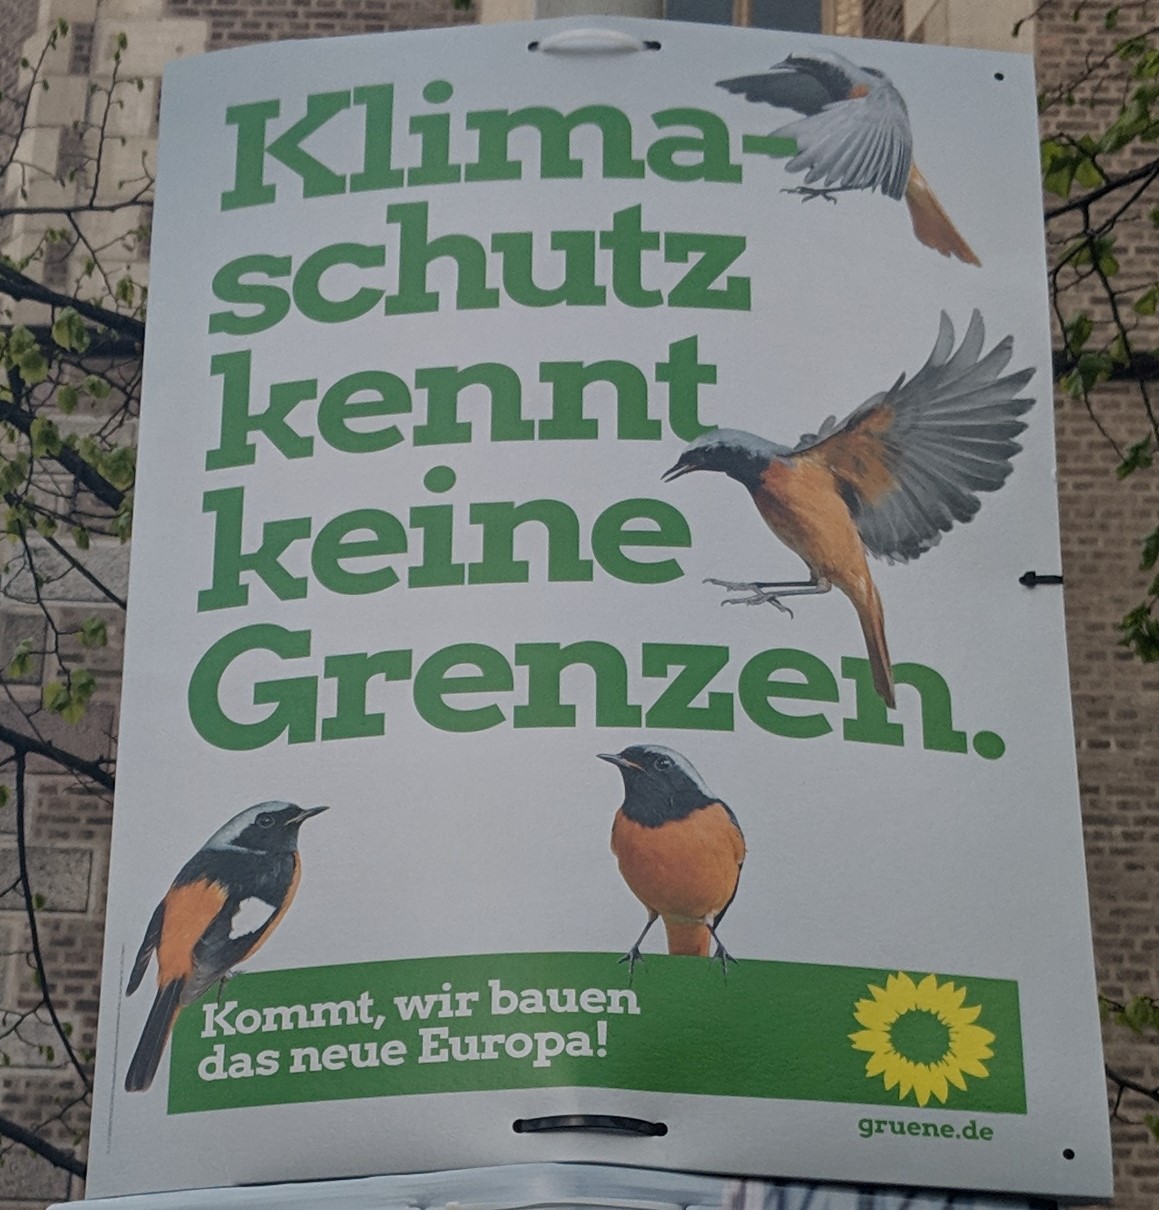 Klima-
schutz
kennt
keine
Grenzen.
Kommt, wir bauen
das neue Europa!
gruene.de